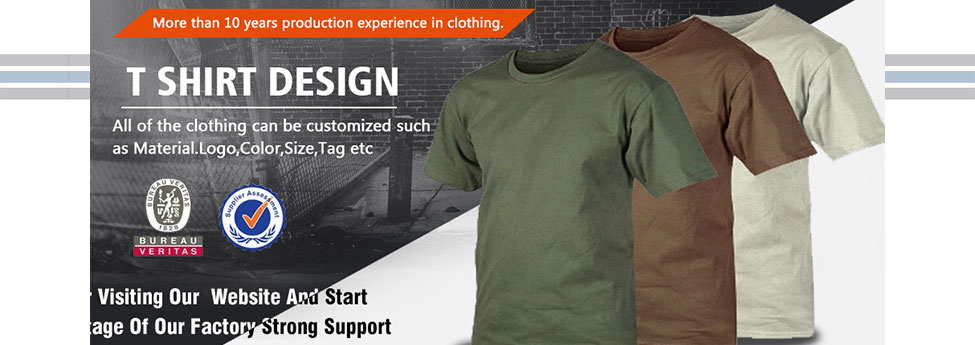 More than 10 years production experience in clothing.
T SHIRT DESIGN
All of the clothing can be customized such
as Material.Logo,Color,Size,Tag etc
BUREAU VERITAS
1828
BUREAU
VERITAS
Supplier Assessment
Visiting Our Website And Start
Of Our Factory Strong Support